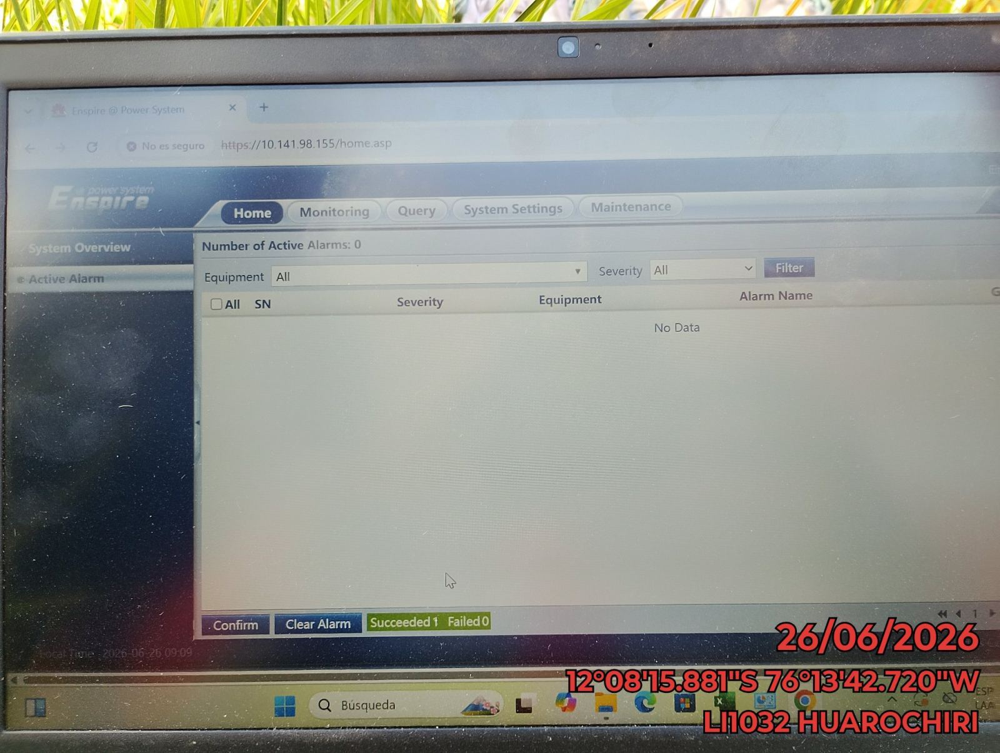 Enspire @ Power System
No es seguro
https://10.141.98.155/home.asp
power system
Enspire
Home
Monitoring
Query
System Settings
Maintenance
System Overview
Active Alarm
Number of Active Alarms: 0
Equipment
All
Severity
All
Filter
All
SN
Severity
Equipment
Alarm Name
No Data
Confirm
Clear Alarm
Succeeded 1 Failed 0
1
Local Time 2026-06-26 09:09
26/06/2026
12°08'15.881"S 76°13'42.720"W
LI1032 HUAROCHIRI
Búsqueda
ESP
LAA